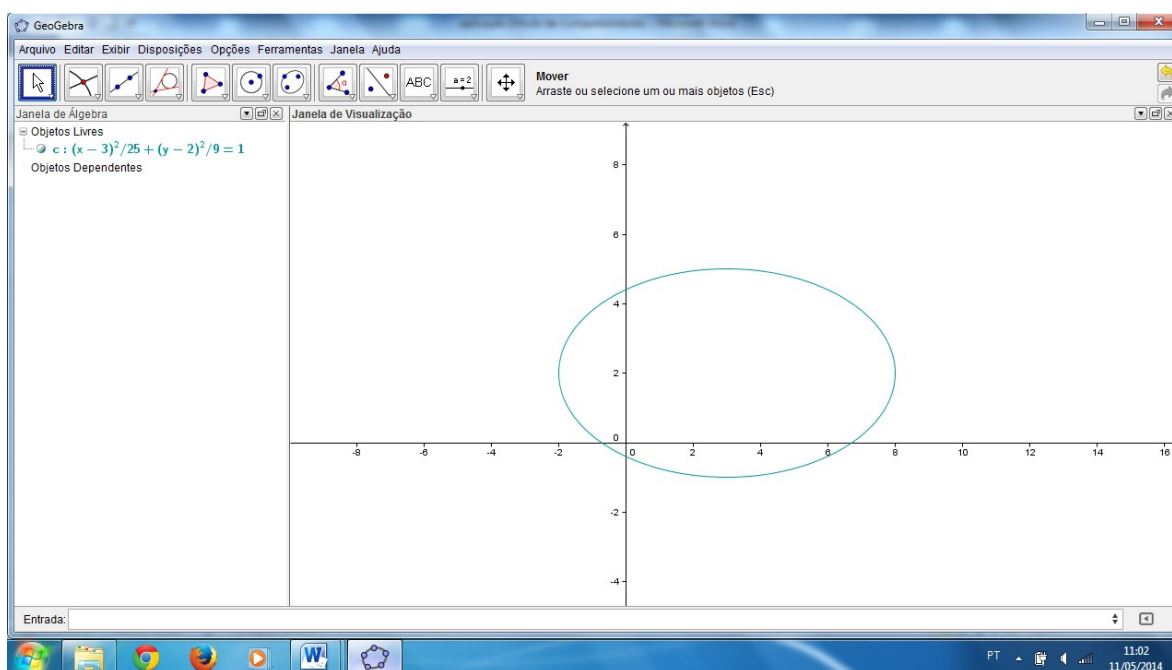 GeoGebra
Arquivo Editar Exibir Disposições Opções Ferramentas Janela Ajuda
ABC
a=2
Mover
Arraste ou selecione um ou mais objetos (Esc)
Janela de Álgebra
Objetos Livres
c : (x − 3)²/25 + (y − 2)²/9 = 1
Objetos Dependentes
Janela de Visualização
8
6
4
2
0
-2
-4
-8 -6 -4 -2 0 2 4 6 8 10 12 14 16
Entrada:
W
PT
11:02
11/05/2014